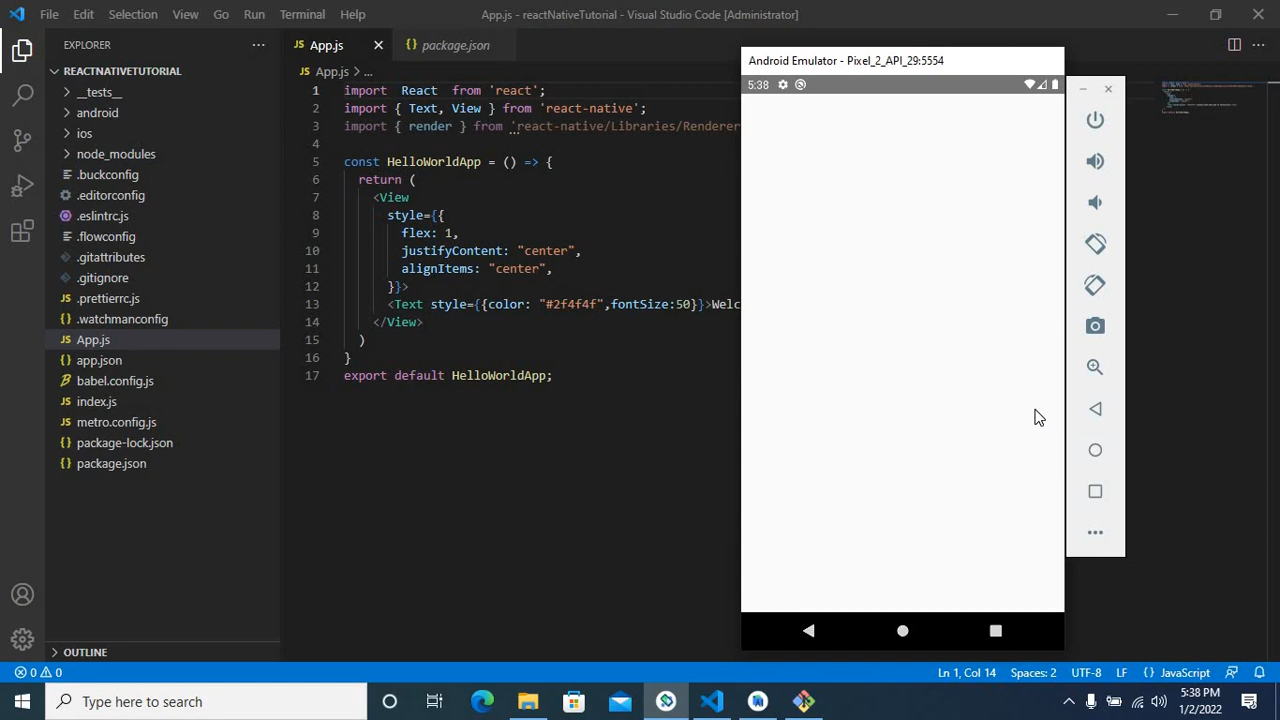 File Edit Selection View Go Run Terminal Help App.js - reactNativeTutorial - Visual Studio Code [Administrator]
EXPLORER
App.js
package.json
REACTNATIVETUTORIAL
App.js > ...
__tests__
android
ios
node_modules
.buckconfig
.editorconfig
.eslintrc.js
.flowconfig
.gitattributes
.gitignore
.prettierrc.js
.watchmanconfig
App.js
app.json
babel.config.js
index.js
metro.config.js
package-lock.json
package.json
OUTLINE
1 import React from 'react';
2 import { Text, View } from 'react-native';
3 import { render } from 'react-native/Libraries/Renderer
4
5 const HelloWorldApp = () => {
6 return (
7 <View
8 style={{
9 flex: 1,
10 justifyContent: "center",
11 alignItems: "center",
12 }}>
13 <Text style={{color: "#2f4f4f",fontSize:50}}>Welc
14 </View>
15 )
16 }
17 export default HelloWorldApp;
Android Emulator - Pixel_2_API_29:5554
5:38
0 0
Ln 1, Col 14 Spaces: 2 UTF-8 LF {} JavaScript
Type here to search
5:38 PM
1/2/2022